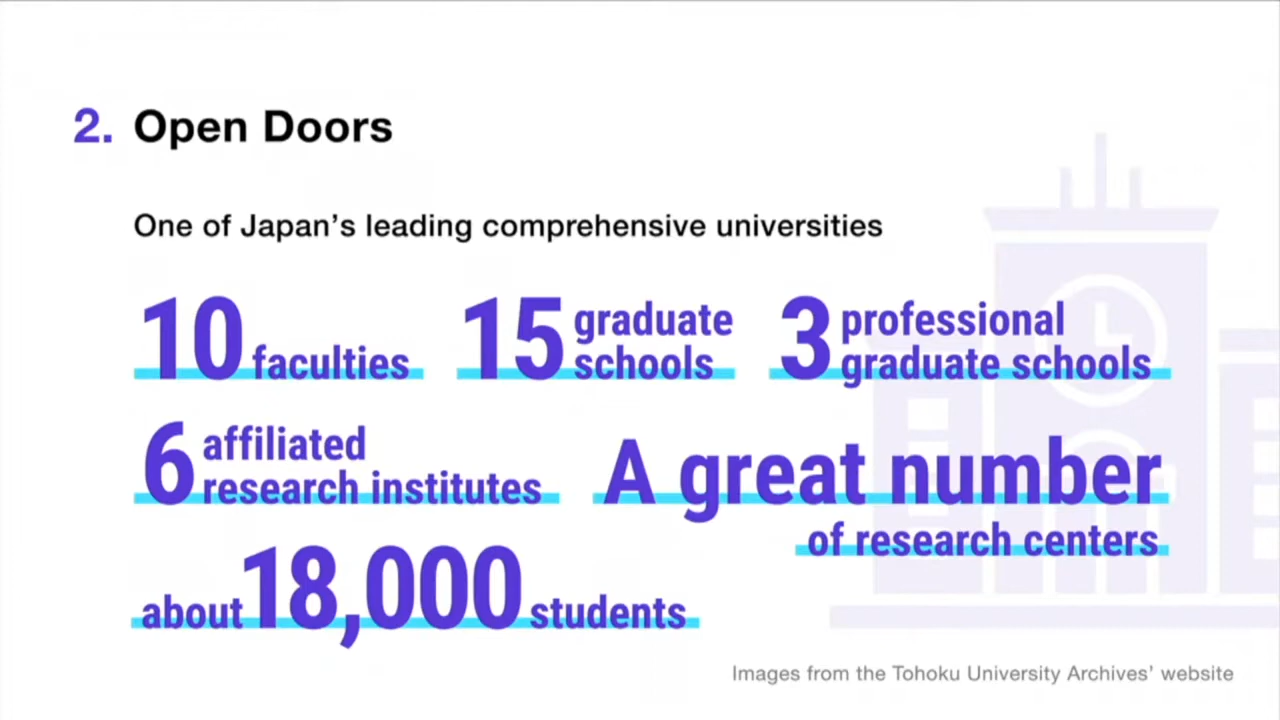 2. Open Doors
One of Japan's leading comprehensive universities
10 faculties
15 graduate schools
3 professional graduate schools
6 affiliated research institutes
A great number
of research centers
about 18,000 students
Images from the Tohoku University Archives' website